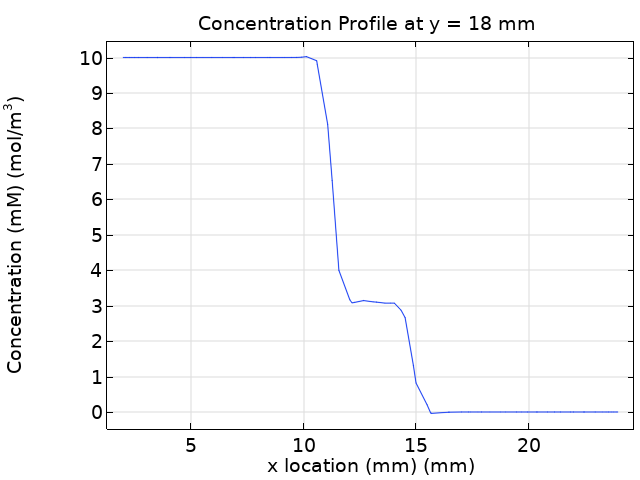 Concentration Profile at y = 18 mm
Concentration (mM) (mol/m³)
10
9
8
7
6
5
4
3
2
1
0
5 10 15 20
x location (mm) (mm)